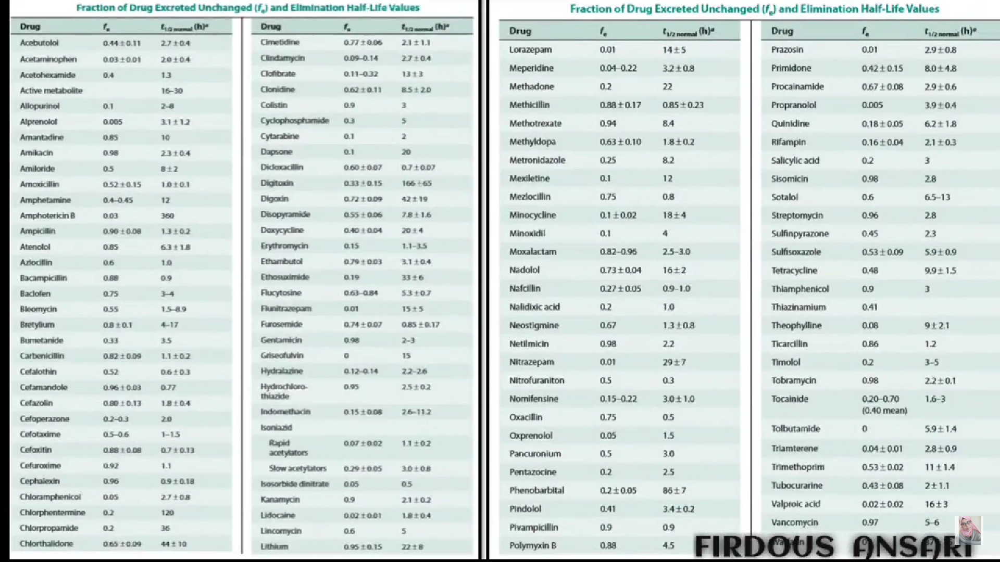 Fraction of Drug Excreted Unchanged (fe) and Elimination Half-Life Values
Drug fe t1/2 normal (h)a
Acebutolol 0.44 ± 0.11 2.7 ± 0.4
Acetaminophen 0.03 ± 0.01 2.0 ± 0.4
Acetohexamide 0.4 1.3
Active metabolite 16–30
Allopurinol 0.1 2–8
Alprenolol 0.005 3.1 ± 1.2
Amantadine 0.85 10
Amikacin 0.98 2.3 ± 0.4
Amiloride 0.5 8 ± 2
Amoxicillin 0.52 ± 0.15 1.0 ± 0.1
Amphetamine 0.4–0.45 12
Amphotericin B 0.03 360
Ampicillin 0.90 ± 0.08 1.3 ± 0.2
Atenolol 0.85 6.3 ± 1.8
Azlocillin 0.6 1.0
Bacampicillin 0.88 0.9
Baclofen 0.75 3–4
Bleomycin 0.55 1.5–8.9
Bretylium 0.8 ± 0.1 4–17
Bumetanide 0.33 3.5
Carbenicillin 0.82 ± 0.09 1.1 ± 0.2
Cefalothin 0.52 0.6 ± 0.3
Cefamandole 0.96 ± 0.03 0.77
Cefazolin 0.80 ± 0.13 1.8 ± 0.4
Cefoperazone 0.2–0.3 2.0
Cefotaxime 0.5–0.6 1–1.5
Cefoxitin 0.88 ± 0.08 0.7 ± 0.13
Cefuroxime 0.92 1.1
Cephalexin 0.96 0.9 ± 0.18
Chloramphenicol 0.05 2.7 ± 0.8
Chlorphentermine 0.2 120
Chlorpropamide 0.2 36
Chlorthalidone 0.65 ± 0.09 44 ± 10
Drug fe t1/2 normal (h)a
Cimetidine 0.77 ± 0.06 2.1 ± 1.1
Clindamycin 0.09–0.14 2.7 ± 0.4
Clofibrate 0.11–0.32 13 ± 3
Clonidine 0.62 ± 0.11 8.5 ± 2.0
Colistin 0.9 3
Cyclophosphamide 0.3 5
Cytarabine 0.1 2
Dapsone 0.1 20
Dicloxacillin 0.60 ± 0.07 0.7 ± 0.07
Digitoxin 0.33 ± 0.15 166 ± 65
Digoxin 0.72 ± 0.09 42 ± 19
Disopyramide 0.55 ± 0.06 7.8 ± 1.6
Doxycycline 0.40 ± 0.04 20 ± 4
Erythromycin 0.15 1.1–3.5
Ethambutol 0.79 ± 0.03 3.1 ± 0.4
Ethosuximide 0.19 33 ± 6
Flucytosine 0.63–0.84 5.3 ± 0.7
Flunitrazepam 0.01 15 ± 5
Furosemide 0.74 ± 0.07 0.85 ± 0.17
Gentamicin 0.98 2–3
Griseofulvin 0 15
Hydralazine 0.12–0.14 2.2–2.6
Hydrochloro- 0.95 2.5 ± 0.2
thiazide
Indomethacin 0.15 ± 0.08 2.6–11.2
Isoniazid
Rapid 0.07 ± 0.02 1.1 ± 0.2
acetylators
Slow acetylators 0.29 ± 0.05 3.0 ± 0.8
Isosorbide dinitrate 0.05 0.5
Kanamycin 0.9 2.1 ± 0.2
Lidocaine 0.02 ± 0.01 1.8 ± 0.4
Lincomycin 0.6 5
Lithium 0.95 ± 0.15 22 ± 8
Fraction of Drug Excreted Unchanged (fe) and Elimination Half-Life Values
Drug fe t1/2 normal (h)a
Lorazepam 0.01 14 ± 5
Meperidine 0.04–0.22 3.2 ± 0.8
Methadone 0.2 22
Methicillin 0.88 ± 0.17 0.85 ± 0.23
Methotrexate 0.94 8.4
Methyldopa 0.63 ± 0.10 1.8 ± 0.2
Metronidazole 0.25 8.2
Mexiletine 0.1 12
Mezlocillin 0.75 0.8
Minocycline 0.1 ± 0.02 18 ± 4
Minoxidil 0.1 4
Moxalactam 0.82–0.96 2.5–3.0
Nadolol 0.73 ± 0.04 16 ± 2
Nafcillin 0.27 ± 0.05 0.9–1.0
Nalidixic acid 0.2 1.0
Neostigmine 0.67 1.3 ± 0.8
Netilmicin 0.98 2.2
Nitrazepam 0.01 29 ± 7
Nitrofuraniton 0.5 0.3
Nomifensine 0.15–0.22 3.0 ± 1.0
Oxacillin 0.75 0.5
Oxprenolol 0.05 1.5
Pancuronium 0.5 3.0
Pentazocine 0.2 2.5
Phenobarbital 0.2 ± 0.05 86 ± 7
Pindolol 0.41 3.4 ± 0.2
Pivampicillin 0.9 0.9
Polymyxin B 0.88 4.5
Drug fe t1/2 normal (h)a
Prazosin 0.01 2.9 ± 0.8
Primidone 0.42 ± 0.15 8.0 ± 4.8
Procainamide 0.67 ± 0.08 2.9 ± 0.6
Propranolol 0.005 3.9 ± 0.4
Quinidine 0.18 ± 0.05 6.2 ± 1.8
Rifampin 0.16 ± 0.04 2.1 ± 0.3
Salicylic acid 0.2 3
Sisomicin 0.98 2.8
Sotalol 0.6 6.5–13
Streptomycin 0.96 2.8
Sulfinpyrazone 0.45 2.3
Sulfisoxazole 0.53 ± 0.09 5.9 ± 0.9
Tetracycline 0.48 9.9 ± 1.5
Thiamphenicol 0.9 3
Thiazinamium 0.41
Theophylline 0.08 9 ± 2.1
Ticarcillin 0.86 1.2
Timolol 0.2 3–5
Tobramycin 0.98 2.2 ± 0.1
Tocainide 0.20–0.70 1.6–3
(0.40 mean)
Tolbutamide 0 5.9 ± 1.4
Triamterene 0.04 ± 0.01 2.8 ± 0.9
Trimethoprim 0.53 ± 0.02 11 ± 1.4
Tubocurarine 0.43 ± 0.08 2 ± 1.1
Valproic acid 0.02 ± 0.02 16 ± 3
Vancomycin 0.97 5–6
FIRDOUS ANSARI